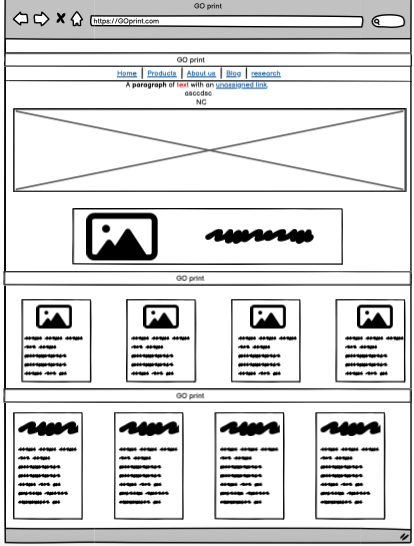 GO print
https://GOprint.com
GO print
Home Products About us Blog research
A paragraph of text with an unassigned link.
asccdsc
NC
GO print
GO print